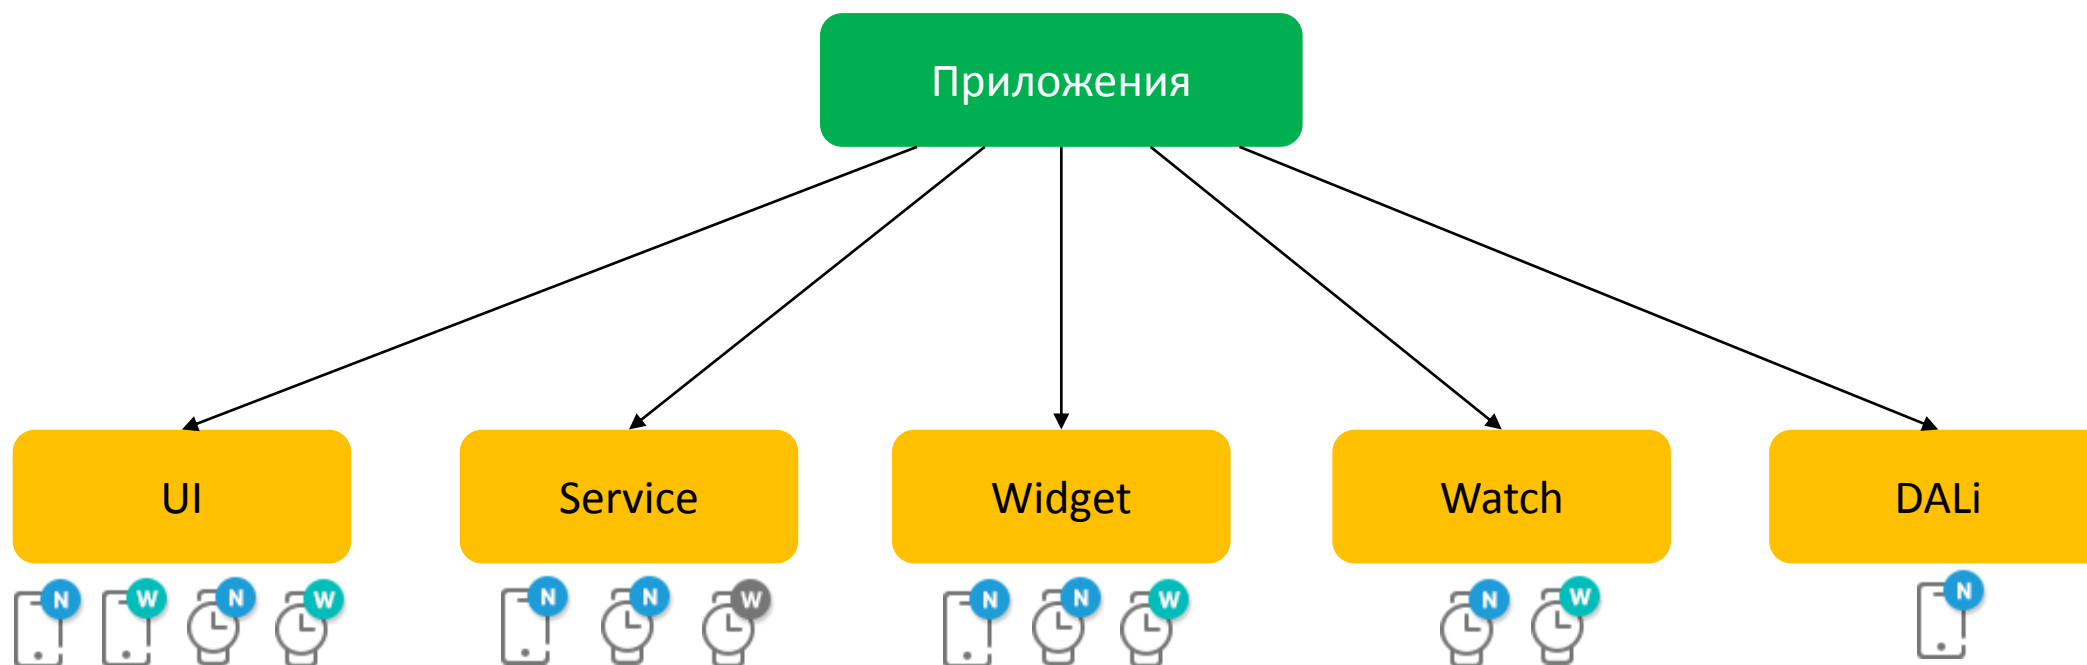 Приложения
UI Service Widget Watch DALi
N W N W N N W N N W N W N